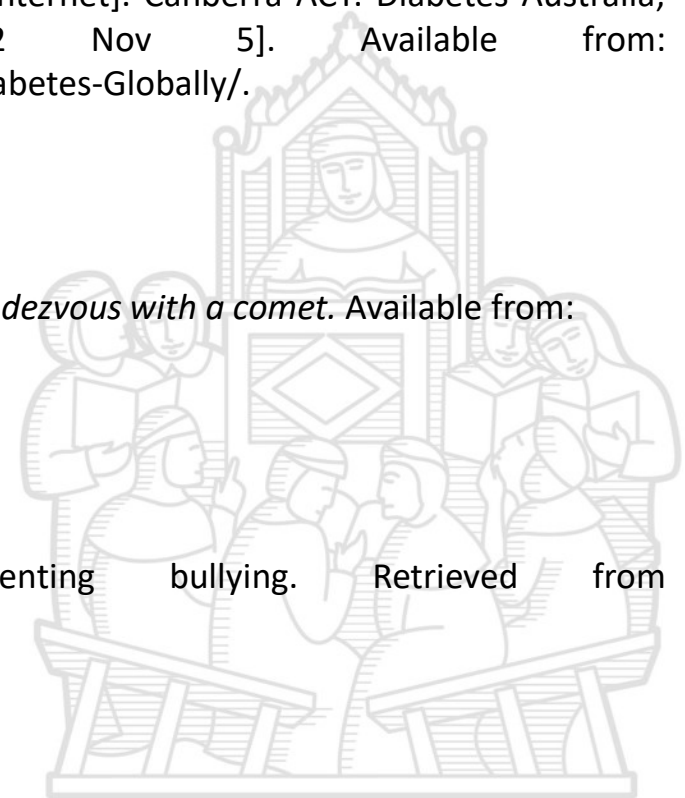 nternet]. Canberra ACT: Diabetes Australia,
2 Nov 5]. Available from:
abetes-Globally/.
dezvous with a comet. Available from:
enting bullying. Retrieved from